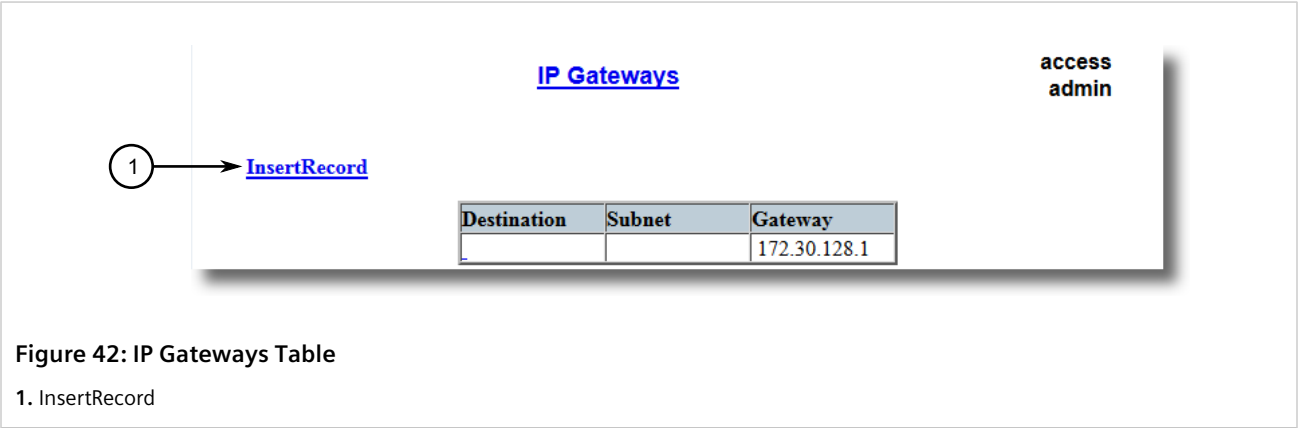 IP Gateways
access
admin
1
InsertRecord
Destination Subnet Gateway
172.30.128.1
Figure 42: IP Gateways Table
1. InsertRecord